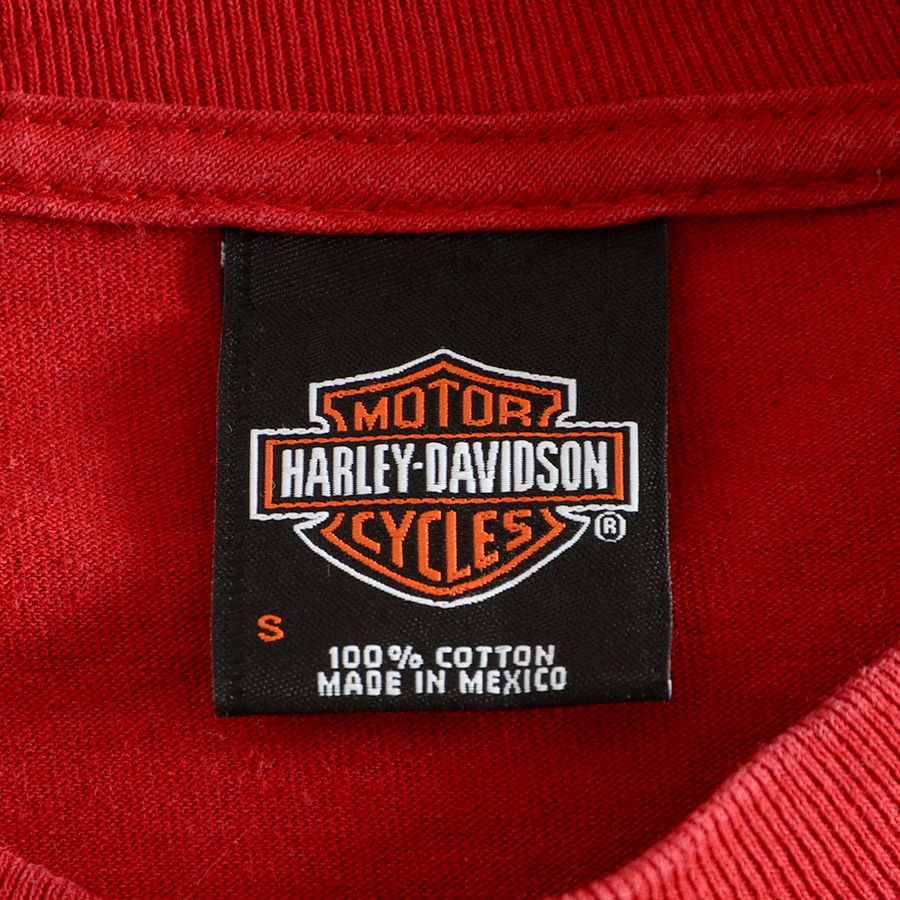 MOTOR
HARLEY-DAVIDSON
CYCLES
®
S
100% COTTON
MADE IN MEXICO